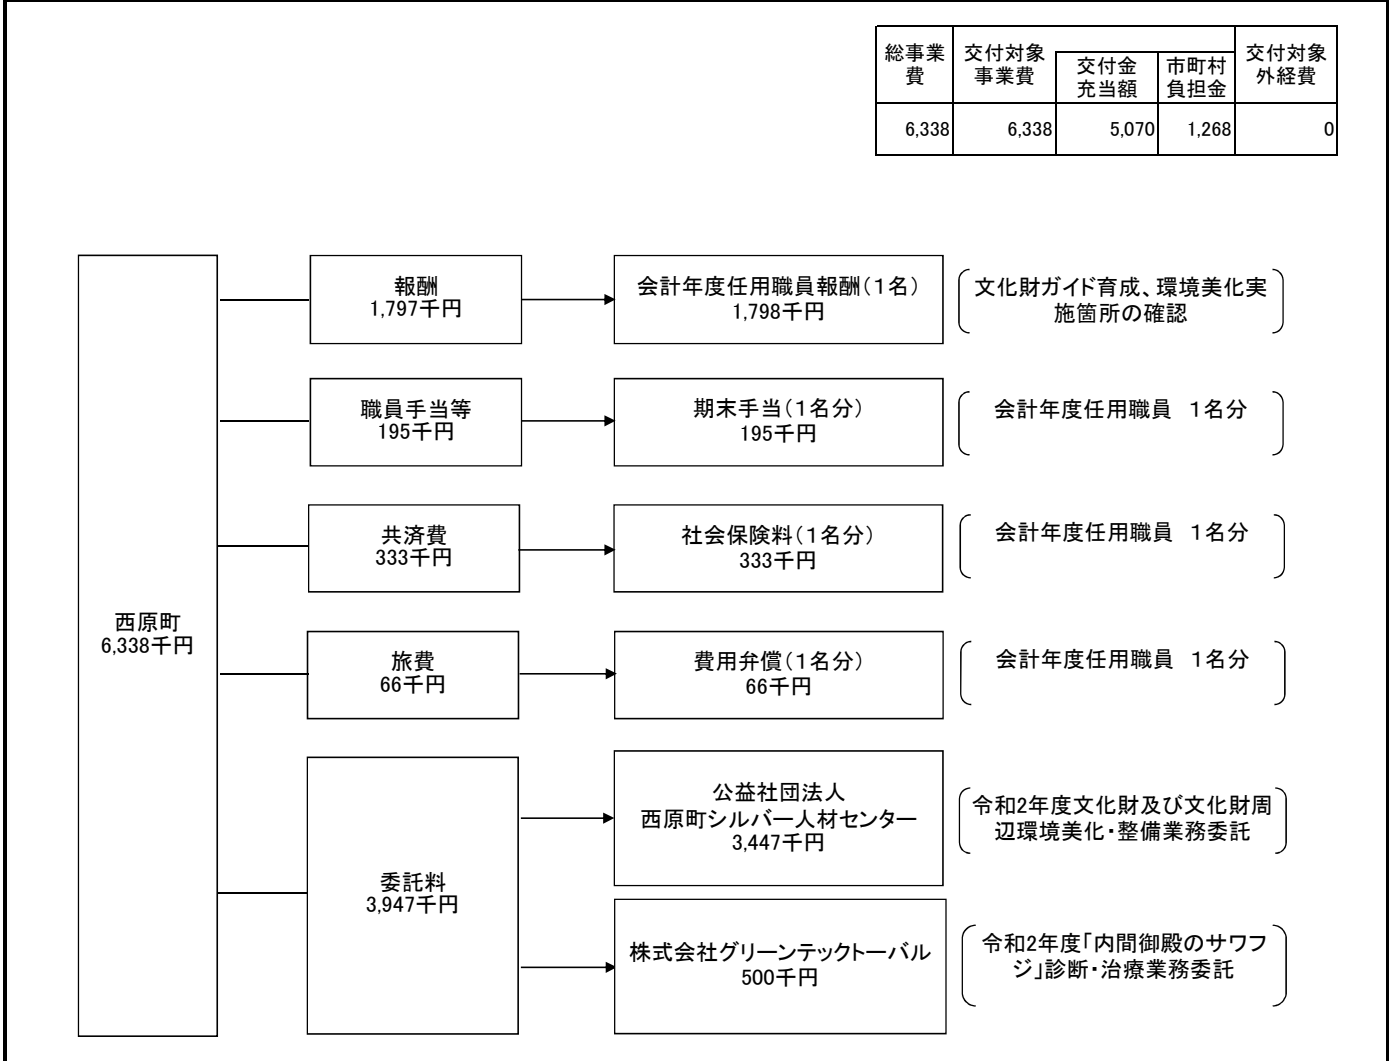 総事業
費
交付対象
事業費
交付金
充当額
市町村
負担金
交付対象
外経費
6,338
6,338
5,070
1,268
0
西原町
6,338千円
報酬
1,797千円
会計年度任用職員報酬（1名）
1,798千円
文化財ガイド育成、環境美化実
施箇所の確認
職員手当等
195千円
期末手当（1名分）
195千円
会計年度任用職員　1名分
共済費
333千円
社会保険料（1名分）
333千円
会計年度任用職員　1名分
旅費
66千円
費用弁償（1名分）
66千円
会計年度任用職員　1名分
委託料
3,947千円
公益社団法人
西原町シルバー人材センター
3,447千円
令和2年度文化財及び文化財周
辺環境美化・整備業務委託
株式会社グリーンテックトーバル
500千円
令和2年度「内間御殿のサワフ
ジ」診断・治療業務委託